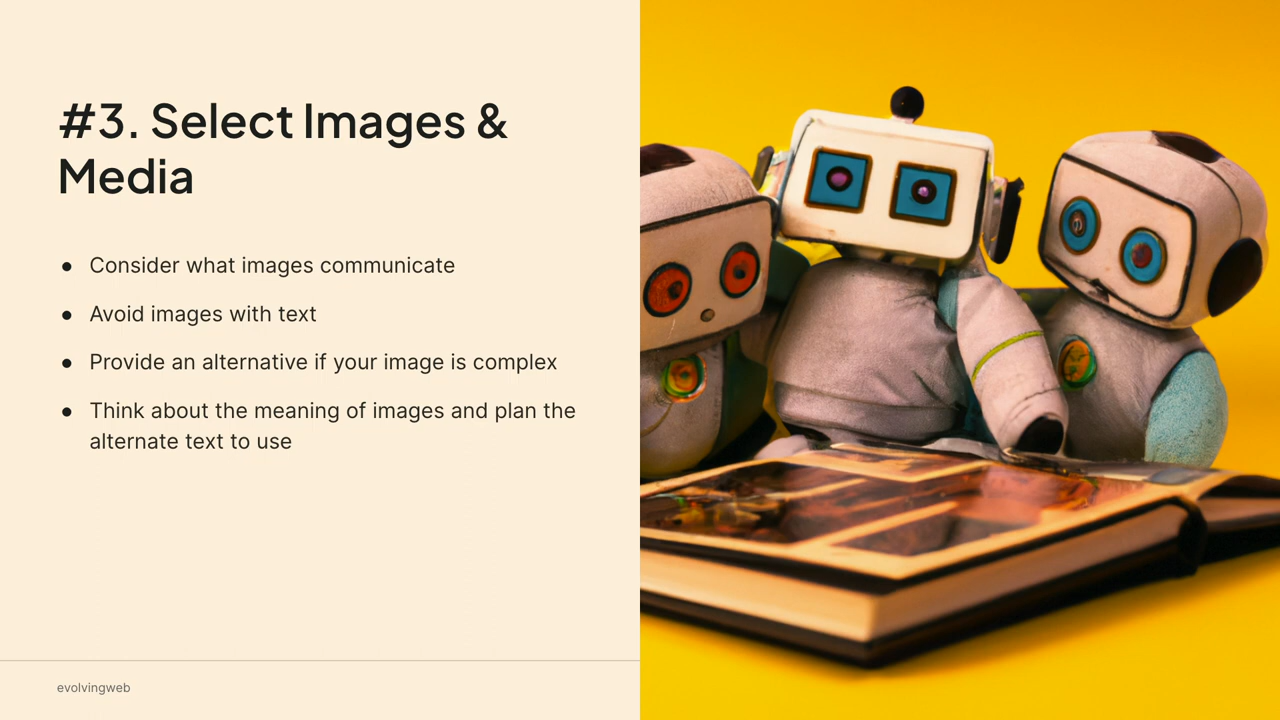 #3. Select Images &
Media
● Consider what images communicate
● Avoid images with text
● Provide an alternative if your image is complex
● Think about the meaning of images and plan the
alternate text to use
evolvingweb